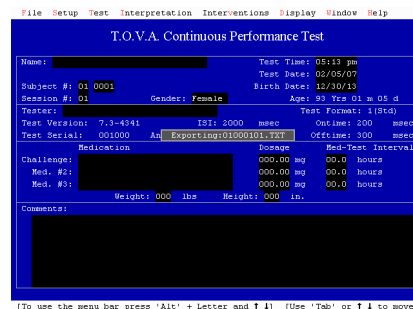 File Setup Test Interpretation Interventions Display Window Help
T.O.V.A. Continuous Performance Test
Name: Test Time: 05:13 pm
Test Date: 02/05/07
Subject #: 01 0001 Birth Date: 12/30/13
Session #: 01 Gender: Female Age: 93 Yrs 01 m 05 d
Tester: Test Format: 1(Std)
Test Version: 7.3-4341 ISI: 2000 msec Ontime: 200 msec
Test Serial: 001000 An Exporting:01000101.TXT Offtime: 300 msec
Medication Dosage Med-Test Interval
Challenge: 000.00 mg 00.0 hours
Med. #2: 000.00 mg 00.0 hours
Med. #3: 000.00 mg 00.0 hours
Weight: 000 lbs Height: 000 in.
Comments:
[To use the menu bar press 'Alt' + Letter and ↑ ↓] [Use 'Tab' or ↑ ↓ to move